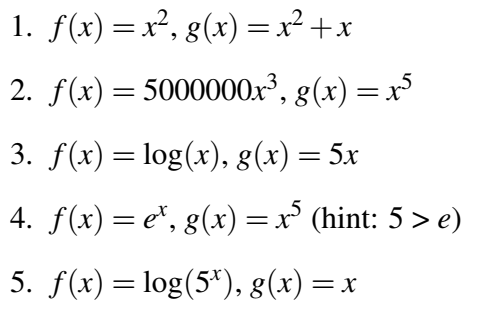 1. f(x) = x², g(x) = x² + x
2. f(x) = 5000000x³, g(x) = x⁵
3. f(x) = log(x), g(x) = 5x
4. f(x) = eˣ, g(x) = x⁵ (hint: 5 > e)
5. f(x) = log(5ˣ), g(x) = x